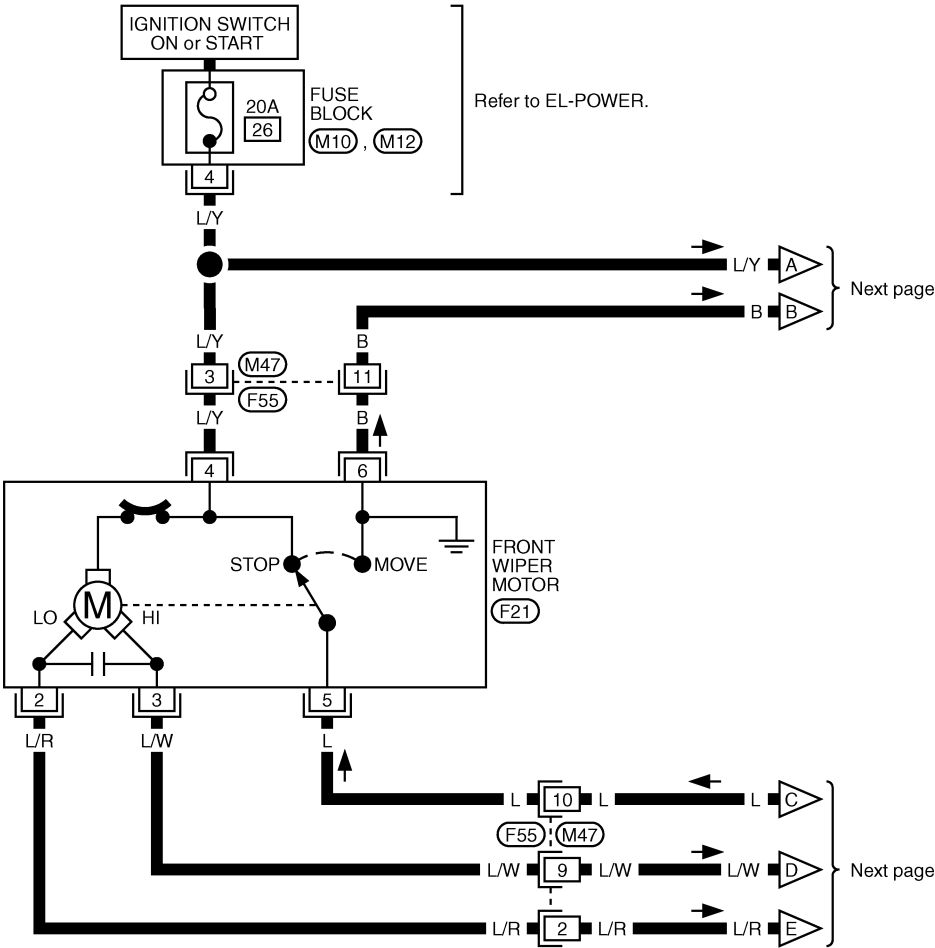 IGNITION SWITCH
ON or START
20A
26
FUSE
BLOCK
M10 , M12
Refer to EL-POWER.
4
L/Y
L/Y A
Next page
B B
L/Y
B
3
M47
11
F55
L/Y
B
4
6
STOP
MOVE
FRONT
WIPER
MOTOR
F21
M
LO
HI
2
3
5
L/R
L/W
L
L 10 L
L C
F55 M47
L/W 9 L/W
L/W D
Next page
L/R 2 L/R
L/R E